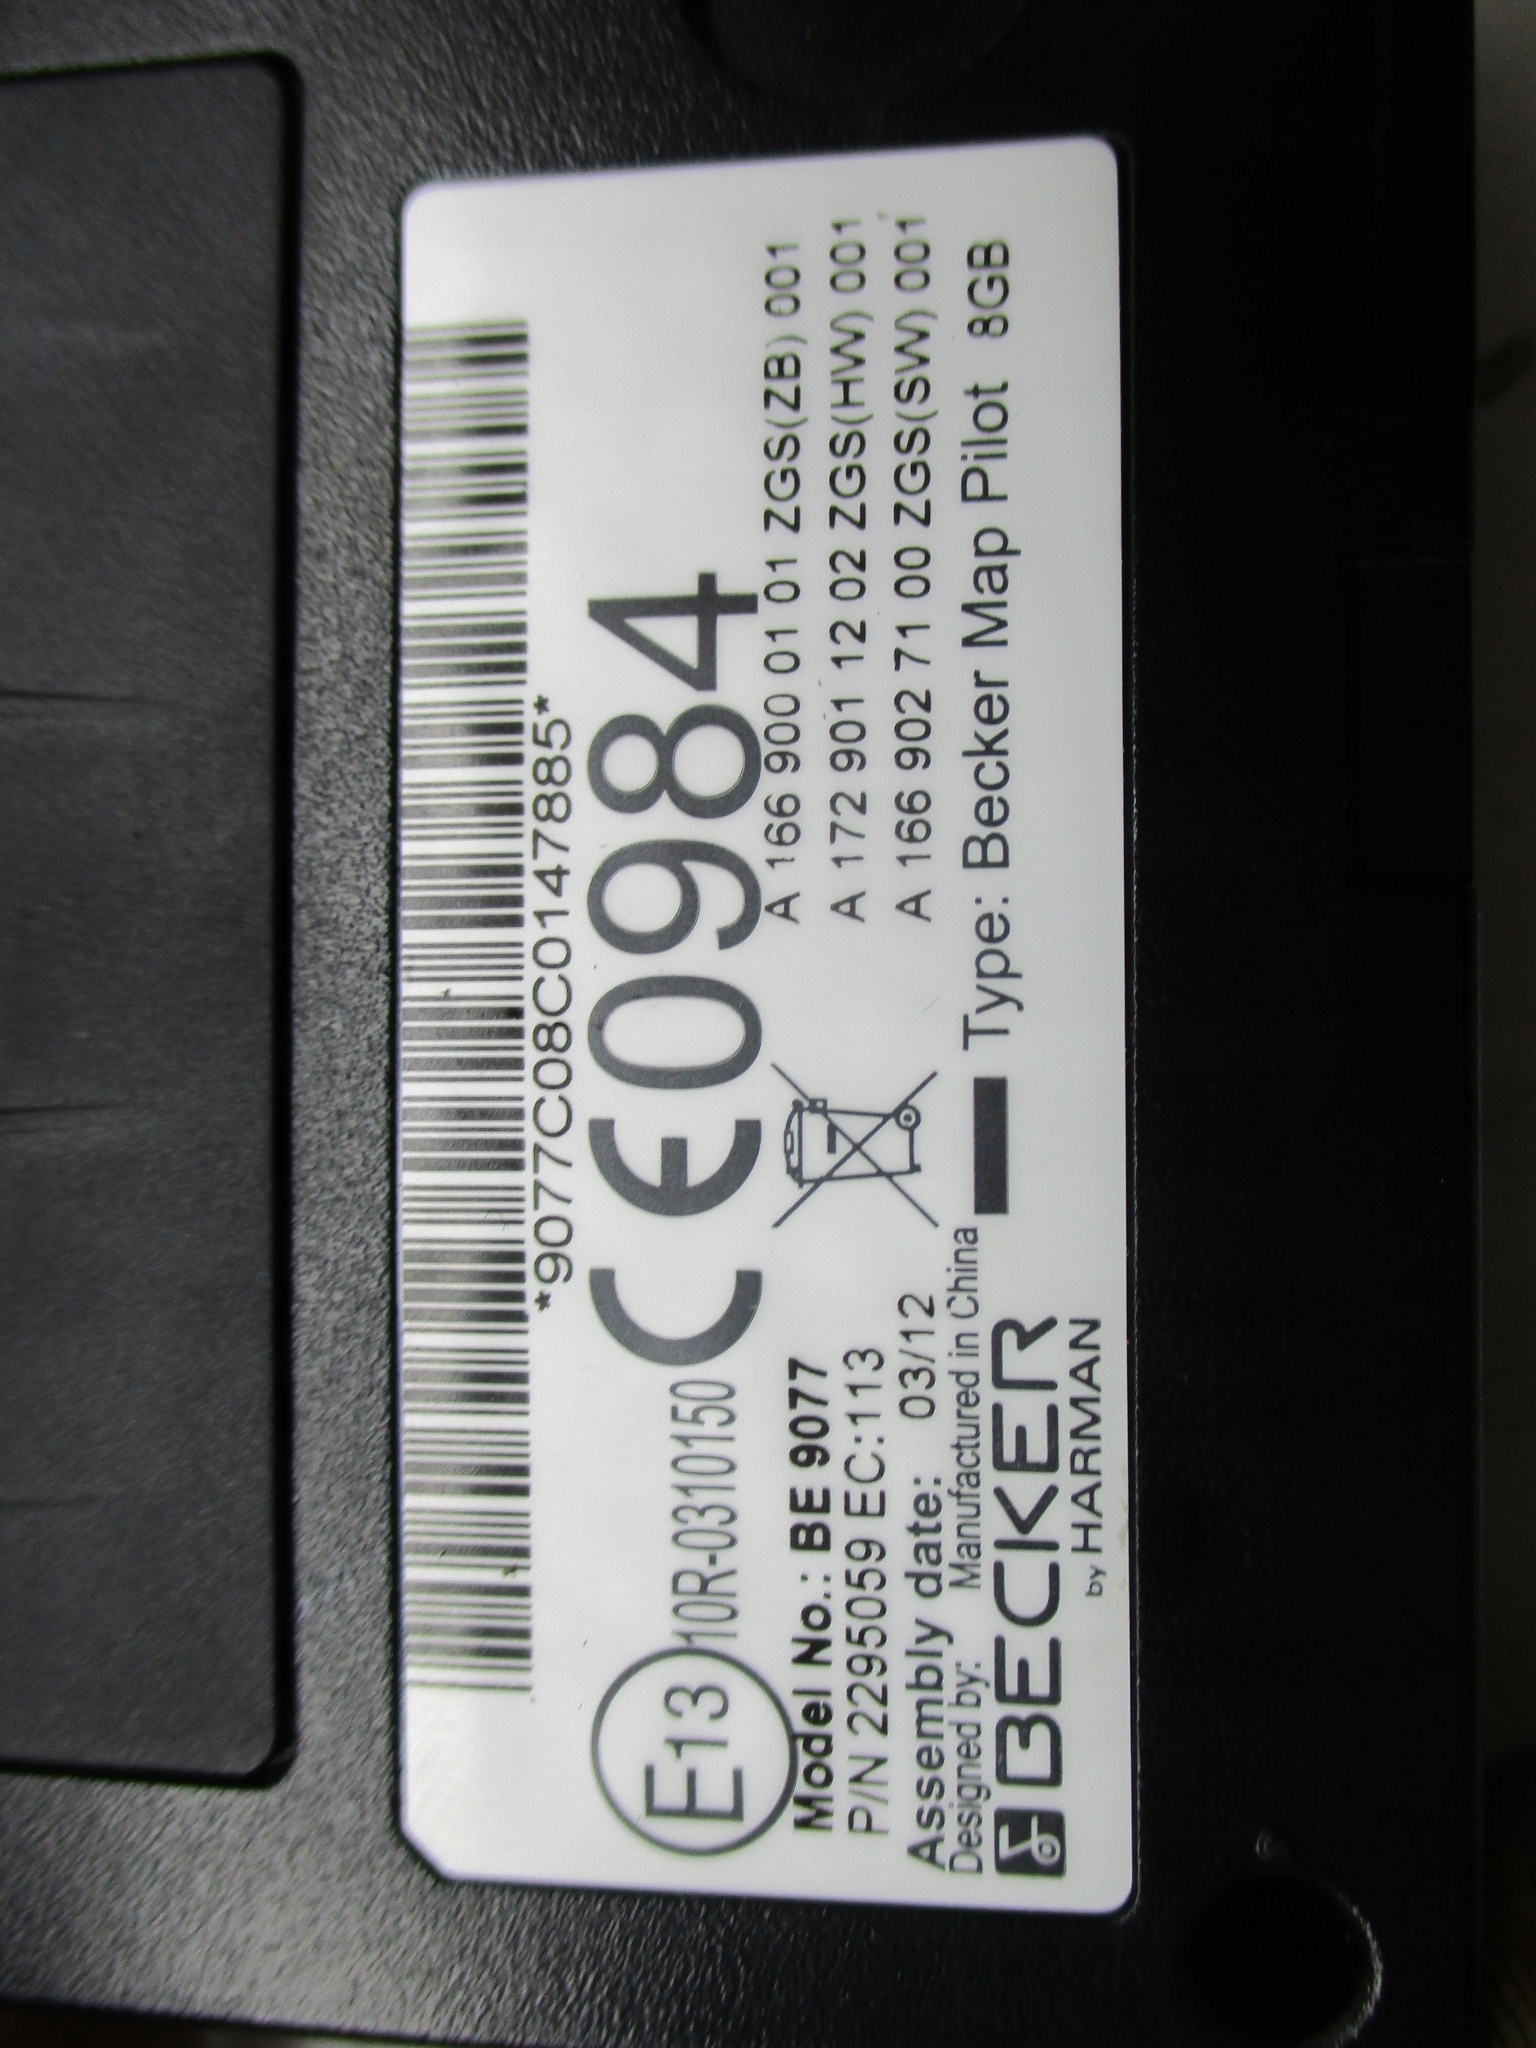 *9077C08C0147885*
E13 10R-0310150 CE0984
Model No.: BE 9077
P/N 2295059 EC:113
Assembly date: 03/12
Designed by: Manufactured in China
BECKER
by HARMAN
A 166 900 01 01 ZGS(ZB) 001
A 172 901 12 02 ZGS(HW) 001
A 166 902 71 00 ZGS(SW) 001
Type: Becker Map Pilot 8GB